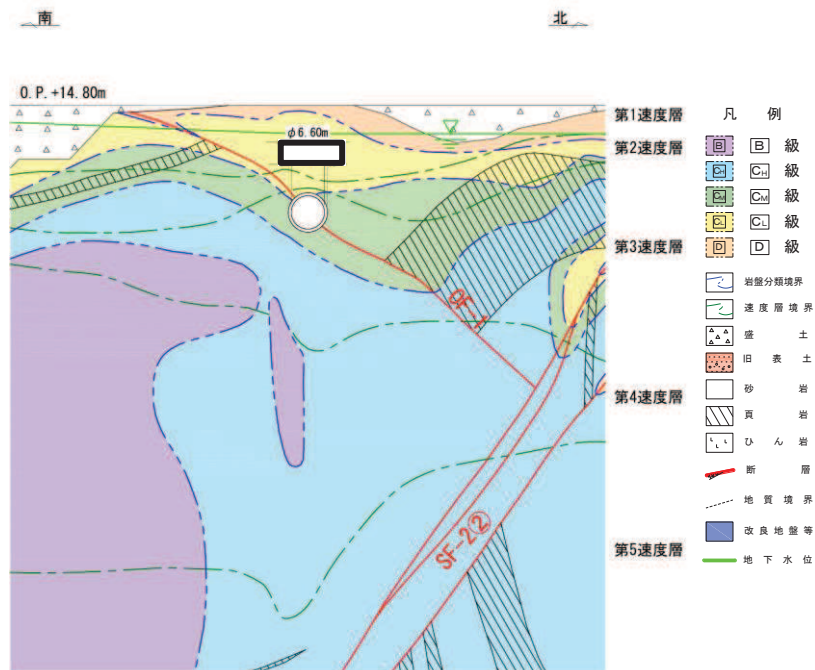 南
北
O.P.+14.80m
φ6.60m
第1速度層
第2速度層
第3速度層
第4速度層
第5速度層
SF-2②
凡 例
B B 級
CH CH 級
CM CM 級
CL CL 級
D D 級
岩盤分類境界
速度層境界
盛 土
旧 表 土
砂 岩
頁 岩
ひ ん 岩
断 層
地 質 境 界
改 良 地 盤 等
地 下 水 位